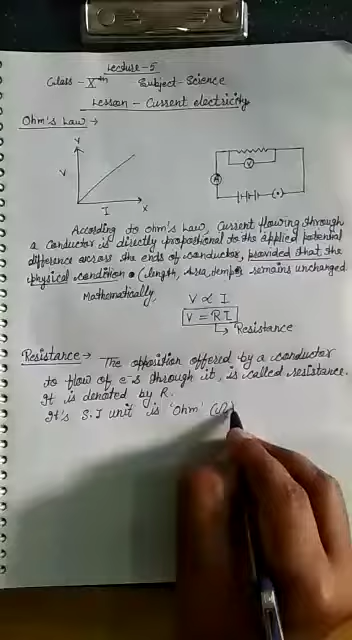 Lecture-5
Class - Xth Subject - Science
Lesson - Current electricity
Ohm's Law →
V
V
I
X
V
A
According to Ohm's Law, Current flowing through
a Conductor is directly proportional to the applied potential
difference across the ends of conductor, provided that the
physical condition (length, Area, temp) remains unchanged
Mathematically,
V ∝ I
V = RI
→ Resistance
Resistance → The opposition offered by a conductor
to flow of e-s through it, is called resistance.
It is denoted by R.
It's S.I unit is 'Ohm' (